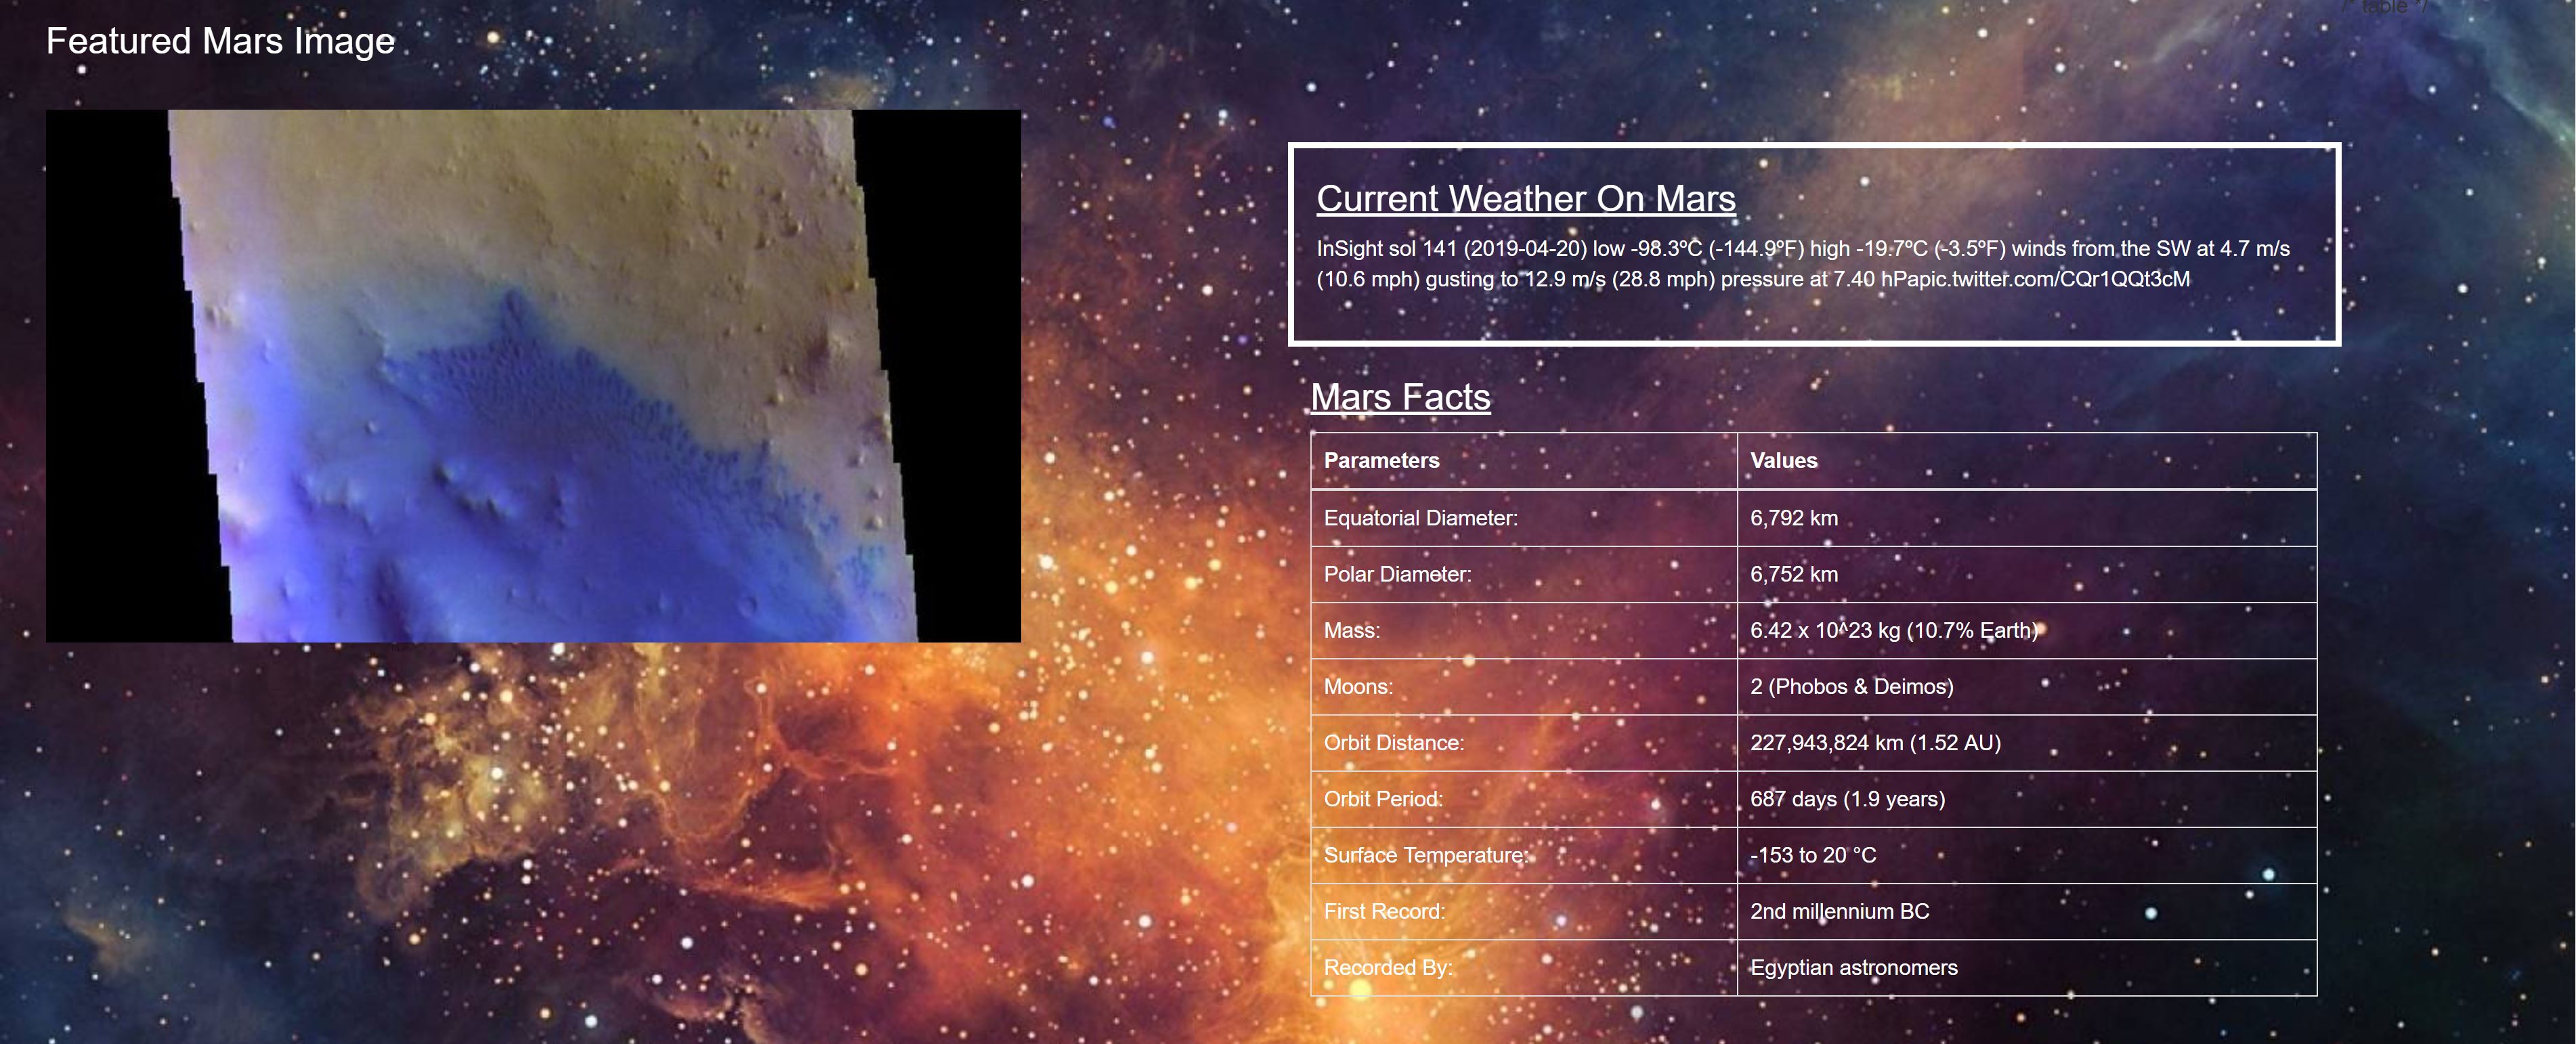 /* table */
Featured Mars Image
Current Weather On Mars
InSight sol 141 (2019-04-20) low -98.3ºC (-144.9ºF) high -19.7ºC (-3.5ºF) winds from the SW at 4.7 m/s
(10.6 mph) gusting to 12.9 m/s (28.8 mph) pressure at 7.40 hPapic.twitter.com/CQr1QQt3cM
Mars Facts
Parameters Values
Equatorial Diameter: 6,792 km
Polar Diameter: 6,752 km
Mass: 6.42 x 10^23 kg (10.7% Earth)
Moons: 2 (Phobos & Deimos)
Orbit Distance: 227,943,824 km (1.52 AU)
Orbit Period: 687 days (1.9 years)
Surface Temperature: -153 to 20 °C
First Record: 2nd millennium BC
Recorded By: Egyptian astronomers